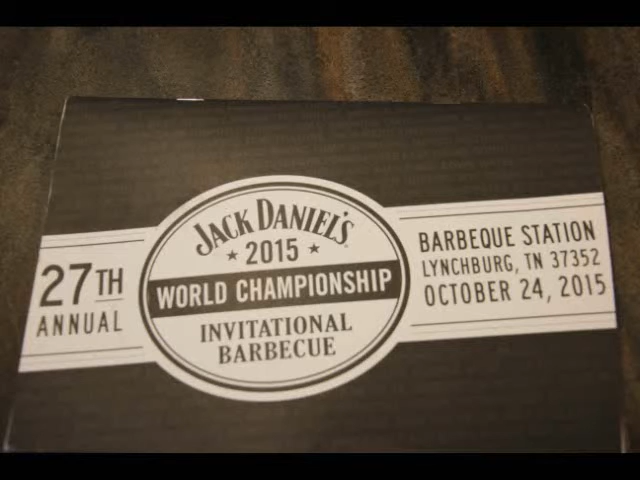 27TH
ANNUAL
JACK DANIEL'S
2015
WORLD CHAMPIONSHIP
INVITATIONAL
BARBECUE
BARBEQUE STATION
LYNCHBURG, TN 37352
OCTOBER 24, 2015